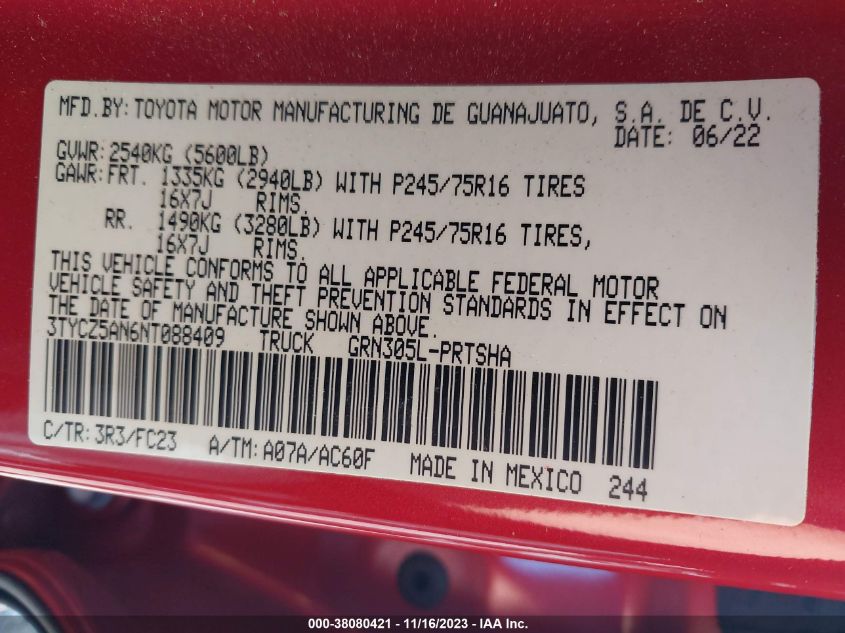 MFD.BY: TOYOTA MOTOR MANUFACTURING DE GUANAJUATO, S.A. DE C.V.
DATE: 06/22
GVWR: 2540KG (5600LB)
GAWR: FRT. 1335KG (2940LB) WITH P245/75R16 TIRES
16X7J RIMS.
RR. 1490KG (3280LB) WITH P245/75R16 TIRES,
16X7J RIMS.
THIS VEHICLE CONFORMS TO ALL APPLICABLE FEDERAL MOTOR
VEHICLE SAFETY AND THEFT PREVENTION STANDARDS IN EFFECT ON
THE DATE OF MANUFACTURE SHOWN ABOVE.
3TYCZ5AN6NT088409 TRUCK GRN305L-PRTSHA
C/TR: 3R3/FC23 A/TM: A07A/AC60F MADE IN MEXICO 244
000-38080421 - 11/16/2023 - IAA Inc.